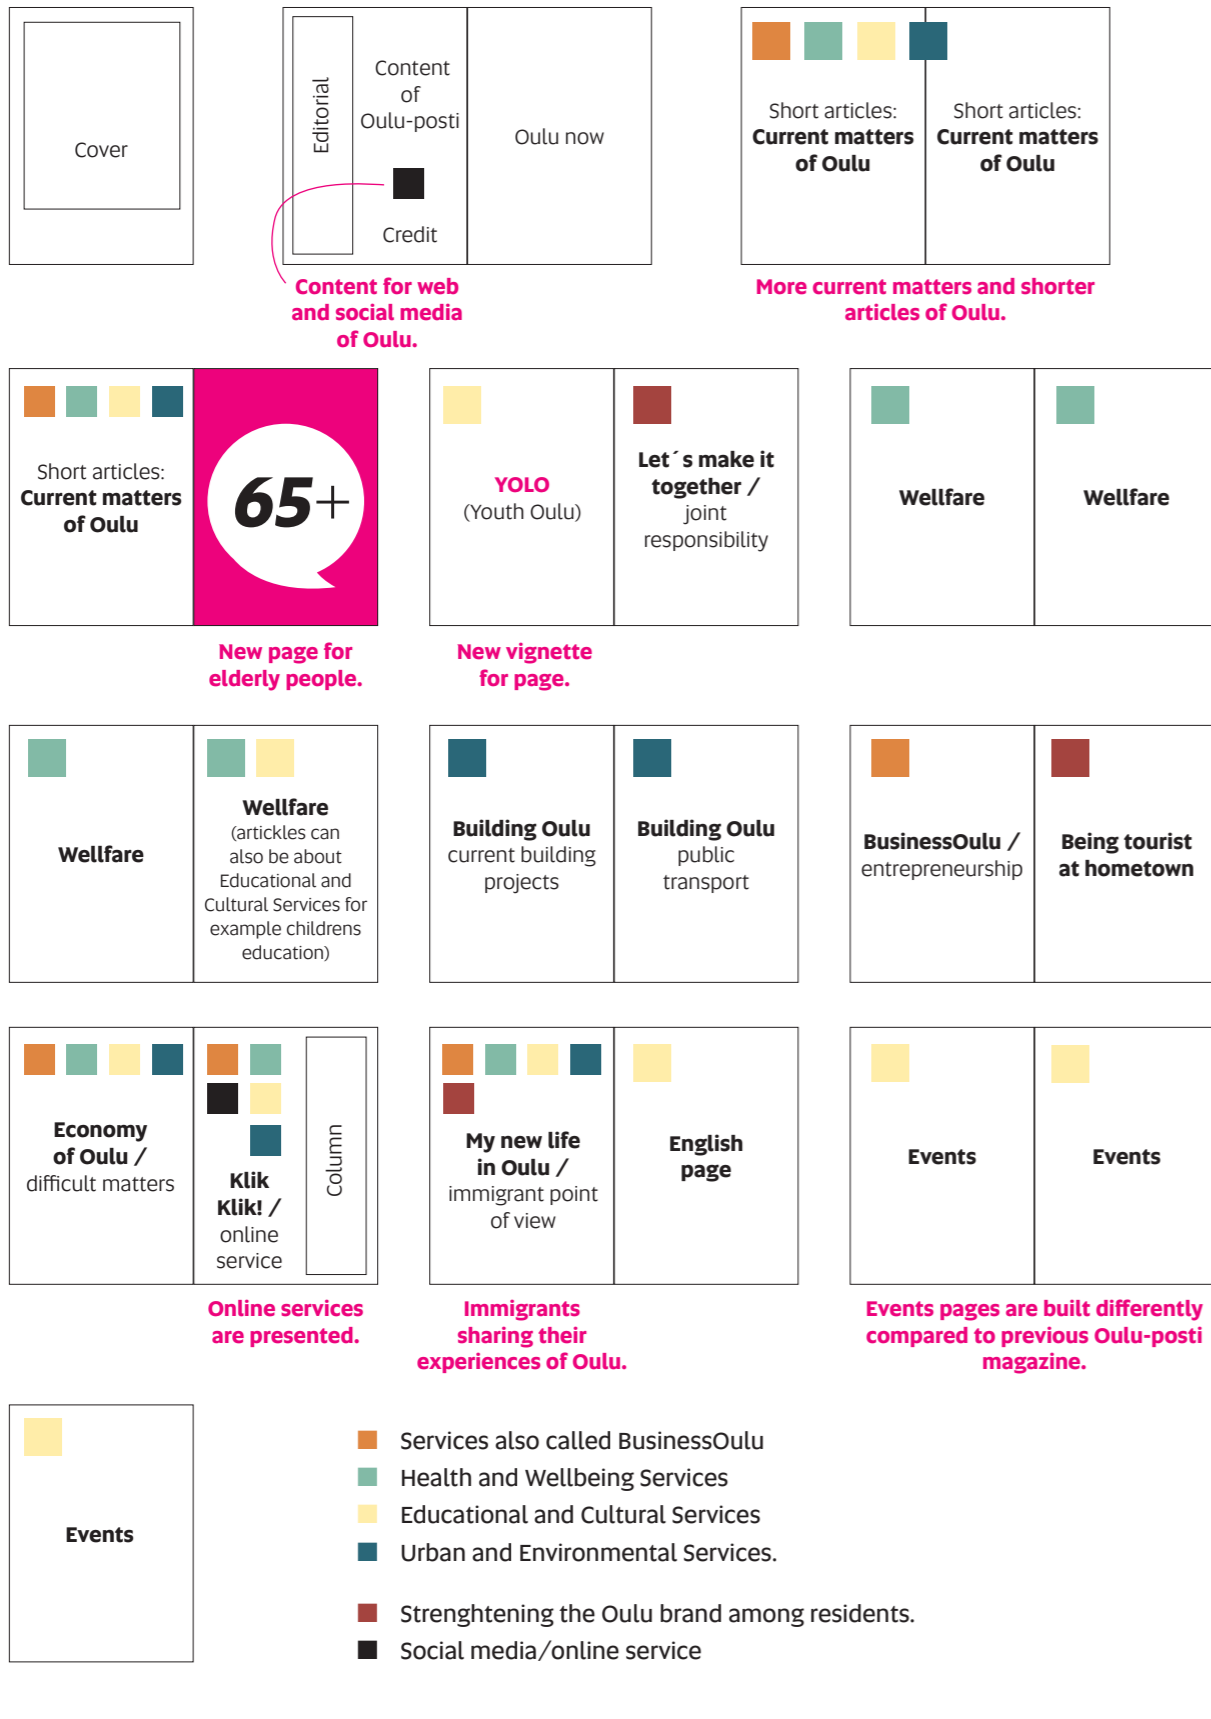 Cover
Editorial
Content
of
Oulu-posti
Credit
Oulu now
Content for web
and social media
of Oulu.
Short articles:
Current matters
of Oulu
Short articles:
Current matters
of Oulu
More current matters and shorter
articles of Oulu.
Short articles:
Current matters
of Oulu
65+
New page for
elderly people.
YOLO
(Youth Oulu)
New vignette
for page.
Let´s make it
together /
joint
responsibility
Wellfare
Wellfare
Wellfare
Wellfare
(artickles can
also be about
Educational and
Cultural Services for
example childrens
education)
Building Oulu
current building
projects
Building Oulu
public
transport
BusinessOulu /
entrepreneurship
Being tourist
at hometown
Economy
of Oulu /
difficult matters
Klik
Klik! /
online
service
Column
Online services
are presented.
My new life
in Oulu /
immigrant point
of view
Immigrants
sharing their
experiences of Oulu.
English
page
Events
Events
Events pages are built differently
compared to previous Oulu-posti
magazine.
Events
Services also called BusinessOulu
Health and Wellbeing Services
Educational and Cultural Services
Urban and Environmental Services.
Strenghtening the Oulu brand among residents.
Social media/online service